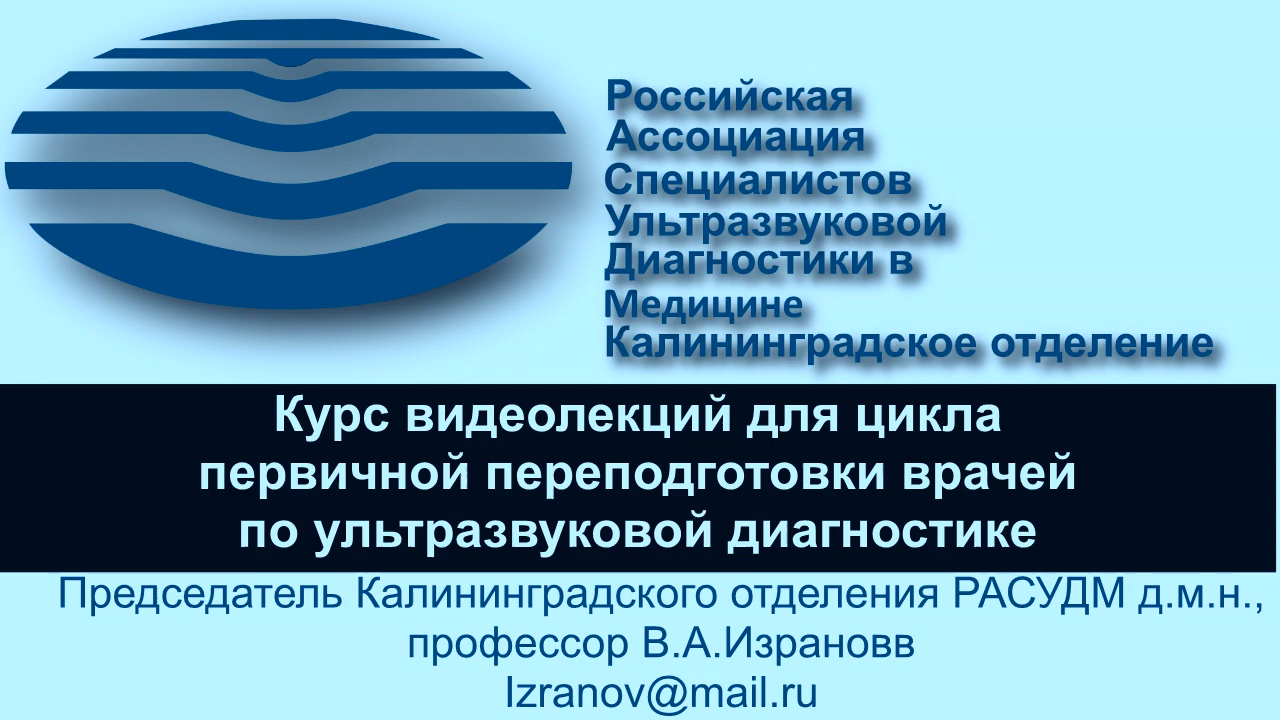 Российская
Ассоциация
Специалистов
Ультразвуковой
Диагностики в
Медицине
Калининградское отделение
Курс видеолекций для цикла
первичной переподготовки врачей
по ультразвуковой диагностике
Председатель Калининградского отделения РАСУДМ д.м.н.,
профессор В.А.Израновв
Izranov@mail.ru